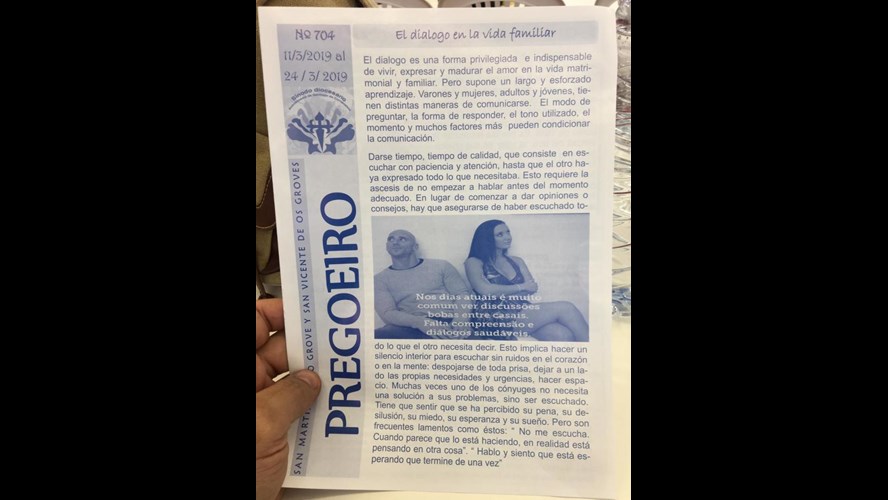 Nº 704
11/3/2019 al
24 / 3/ 2019
sínodo diocesano
SAN MARTI O GROVE Y SAN VICENTE DE OS GROVES
PREGOEIRO
El dialogo en la vida familiar
El dialogo es una forma privilegiada e indispensable
de vivir, expresar y madurar el amor en la vida matri-
monial y familiar. Pero supone un largo y esforzado
aprendizaje. Varones y mujeres, adultos y jóvenes, tie-
nen distintas maneras de comunicarse. El modo de
preguntar, la forma de responder, el tono utilizado, el
momento y muchos factores más pueden condicionar
la comunicación.
Darse tiempo, tiempo de calidad, que consiste en es-
cuchar con paciencia y atención, hasta que el otro ha-
ya expresado todo lo que necesitaba. Esto requiere la
ascesis de no empezar a hablar antes del momento
adecuado. En lugar de comenzar a dar opiniones o
consejos, hay que asegurarse de haber escuchado to-
Nos dias atuais é muito
comum ver discussões
bobas entre casais.
Falta compreensão e
diálogos saudáveis
do lo que el otro necesita decir. Esto implica hacer un
silencio interior para escuchar sin ruidos en el corazón
o en la mente: despojarse de toda prisa, dejar a un la-
do las propias necesidades y urgencias, hacer espa-
cio. Muchas veces uno de los cónyuges no necesita
una solución a sus problemas, sino ser escuchado.
Tiene que sentir que se ha percibido su pena, su de-
silusión, su miedo, su esperanza y su sueño. Pero son
frecuentes lamentos como éstos: “ No me escucha.
Cuando parece que lo está haciendo, en realidad está
pensando en otra cosa”. “ Hablo y siento que está es-
perando que termine de una vez”